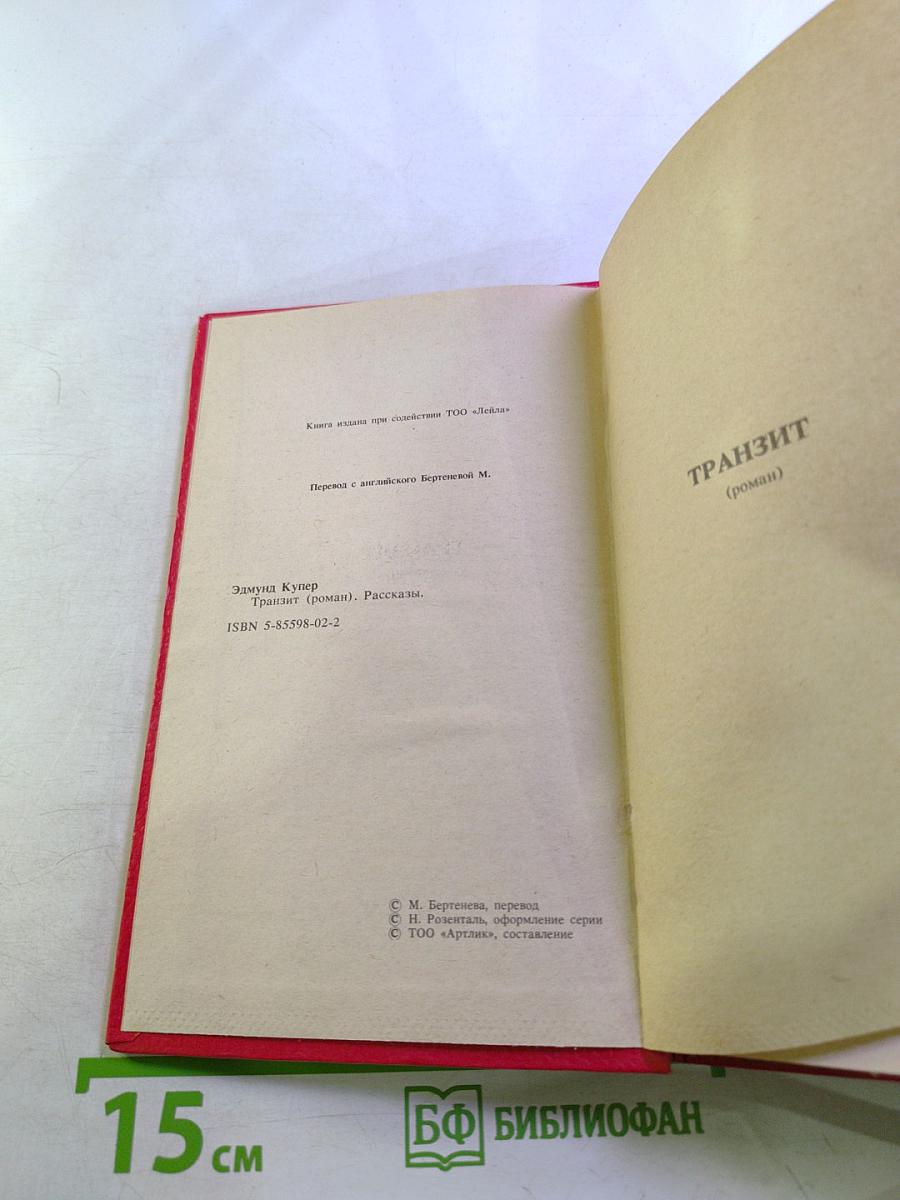 Книга издана при содействии ТОО «Лейла»
Перевод с английского Бертеневой М.
Эдмунд Купер
Транзит (роман). Рассказы.
ISBN 5-85598-02-2
© М. Бертенева, перевод
© Н. Розенталь, оформление серии
© ТОО «Артлик», составление
ТРАНЗИТ
(роман)
15 см
БФ БИБЛИОФАН